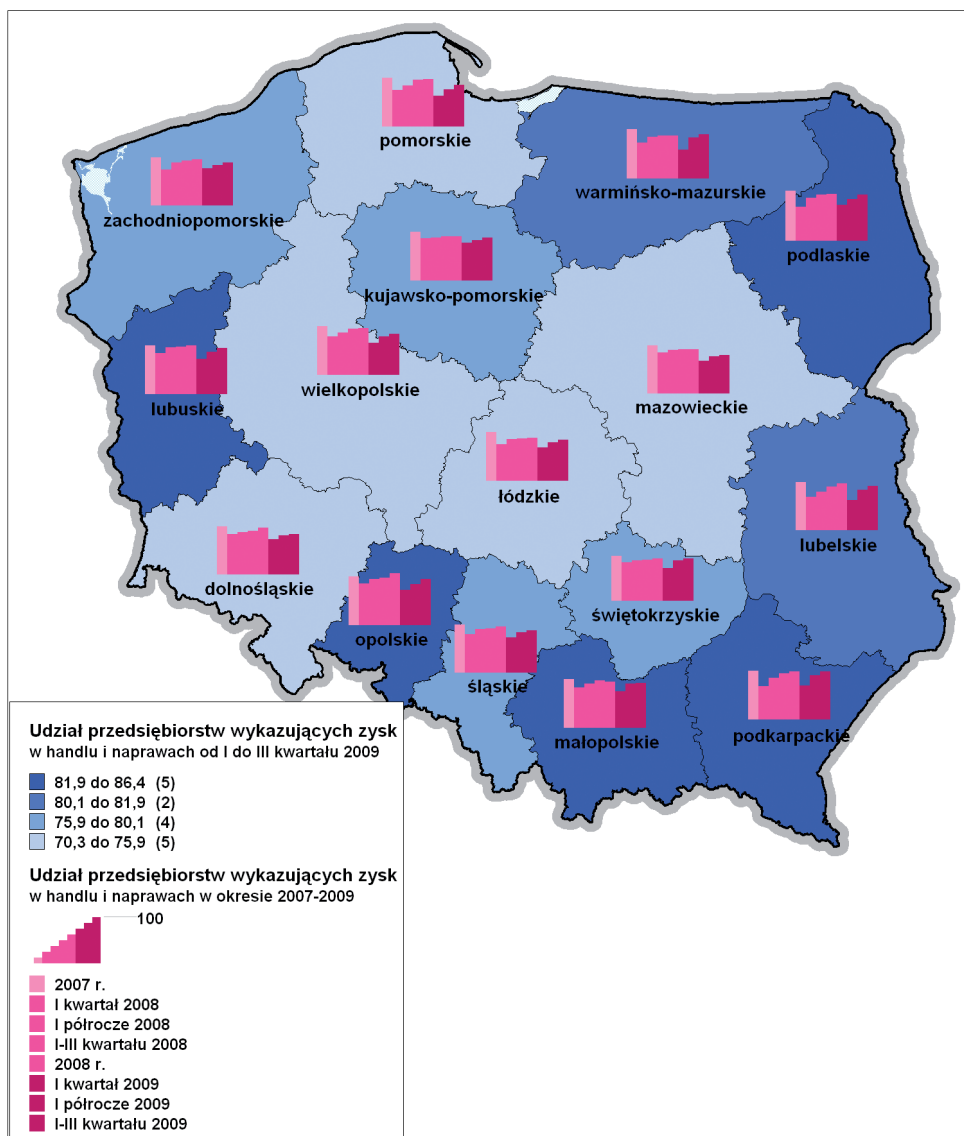 pomorskie
warmińsko-mazurskie
zachodniopomorskie
podlaskie
kujawsko-pomorskie
wielkopolskie
mazowieckie
lubuskie
łódzkie
lubelskie
dolnośląskie
świętokrzyskie
opolskie
śląskie
małopolskie
podkarpackie
Udział przedsiębiorstw wykazujących zysk
w handlu i naprawach od I do III kwartału 2009
81,9 do 86,4 (5)
80,1 do 81,9 (2)
75,9 do 80,1 (4)
70,3 do 75,9 (5)
Udział przedsiębiorstw wykazujących zysk
w handlu i naprawach w okresie 2007-2009
100
2007 r.
I kwartał 2008
I półrocze 2008
I-III kwartału 2008
2008 r.
I kwartał 2009
I półrocze 2009
I-III kwartału 2009